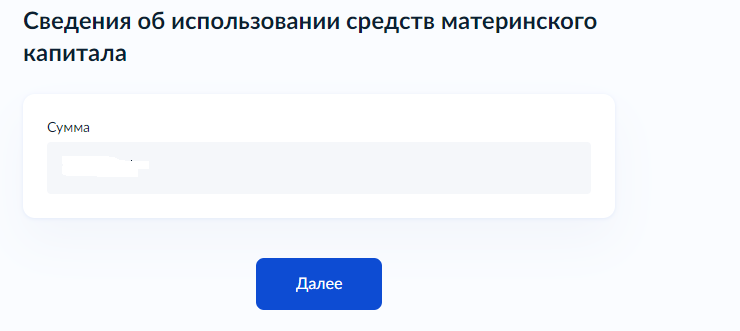 Сведения об использовании средств материнского
капитала
Сумма
Далее